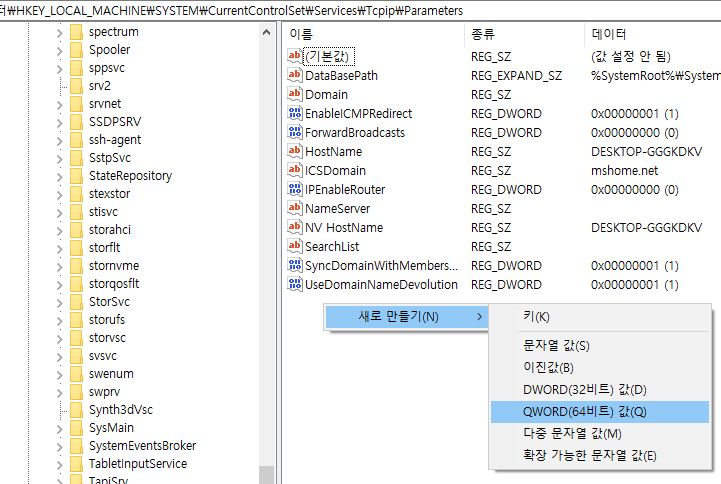 터₩HKEY_LOCAL_MACHINE₩SYSTEM₩CurrentControlSet₩Services₩Tcpip₩Parameters
spectrum
Spooler
sppsvc
srv2
srvnet
SSDPSRV
ssh-agent
SstpSvc
StateRepository
stexstor
stisvc
storahci
storflt
stornvme
storqosflt
StorSvc
storufs
storvsc
svsvc
swenum
swprv
Synth3dVsc
SysMain
SystemEventsBroker
TabletInputService
TapiSrv
이름 종류 데이터
(기본값) REG_SZ (값 설정 안 됨)
DataBasePath REG_EXPAND_SZ %SystemRoot%₩System
Domain REG_SZ
EnableICMPRedirect REG_DWORD 0x00000001 (1)
ForwardBroadcasts REG_DWORD 0x00000000 (0)
HostName REG_SZ DESKTOP-GGGKDKV
ICSDomain REG_SZ mshome.net
IPEnableRouter REG_DWORD 0x00000000 (0)
NameServer REG_SZ
NV HostName REG_SZ DESKTOP-GGGKDKV
SearchList REG_SZ
SyncDomainWithMembers... REG_DWORD 0x00000001 (1)
UseDomainNameDevolution REG_DWORD 0x00000001 (1)
새로 만들기(N)
키(K)
문자열 값(S)
이진값(B)
DWORD(32비트) 값(D)
QWORD(64비트) 값(Q)
다중 문자열 값(M)
확장 가능한 문자열 값(E)